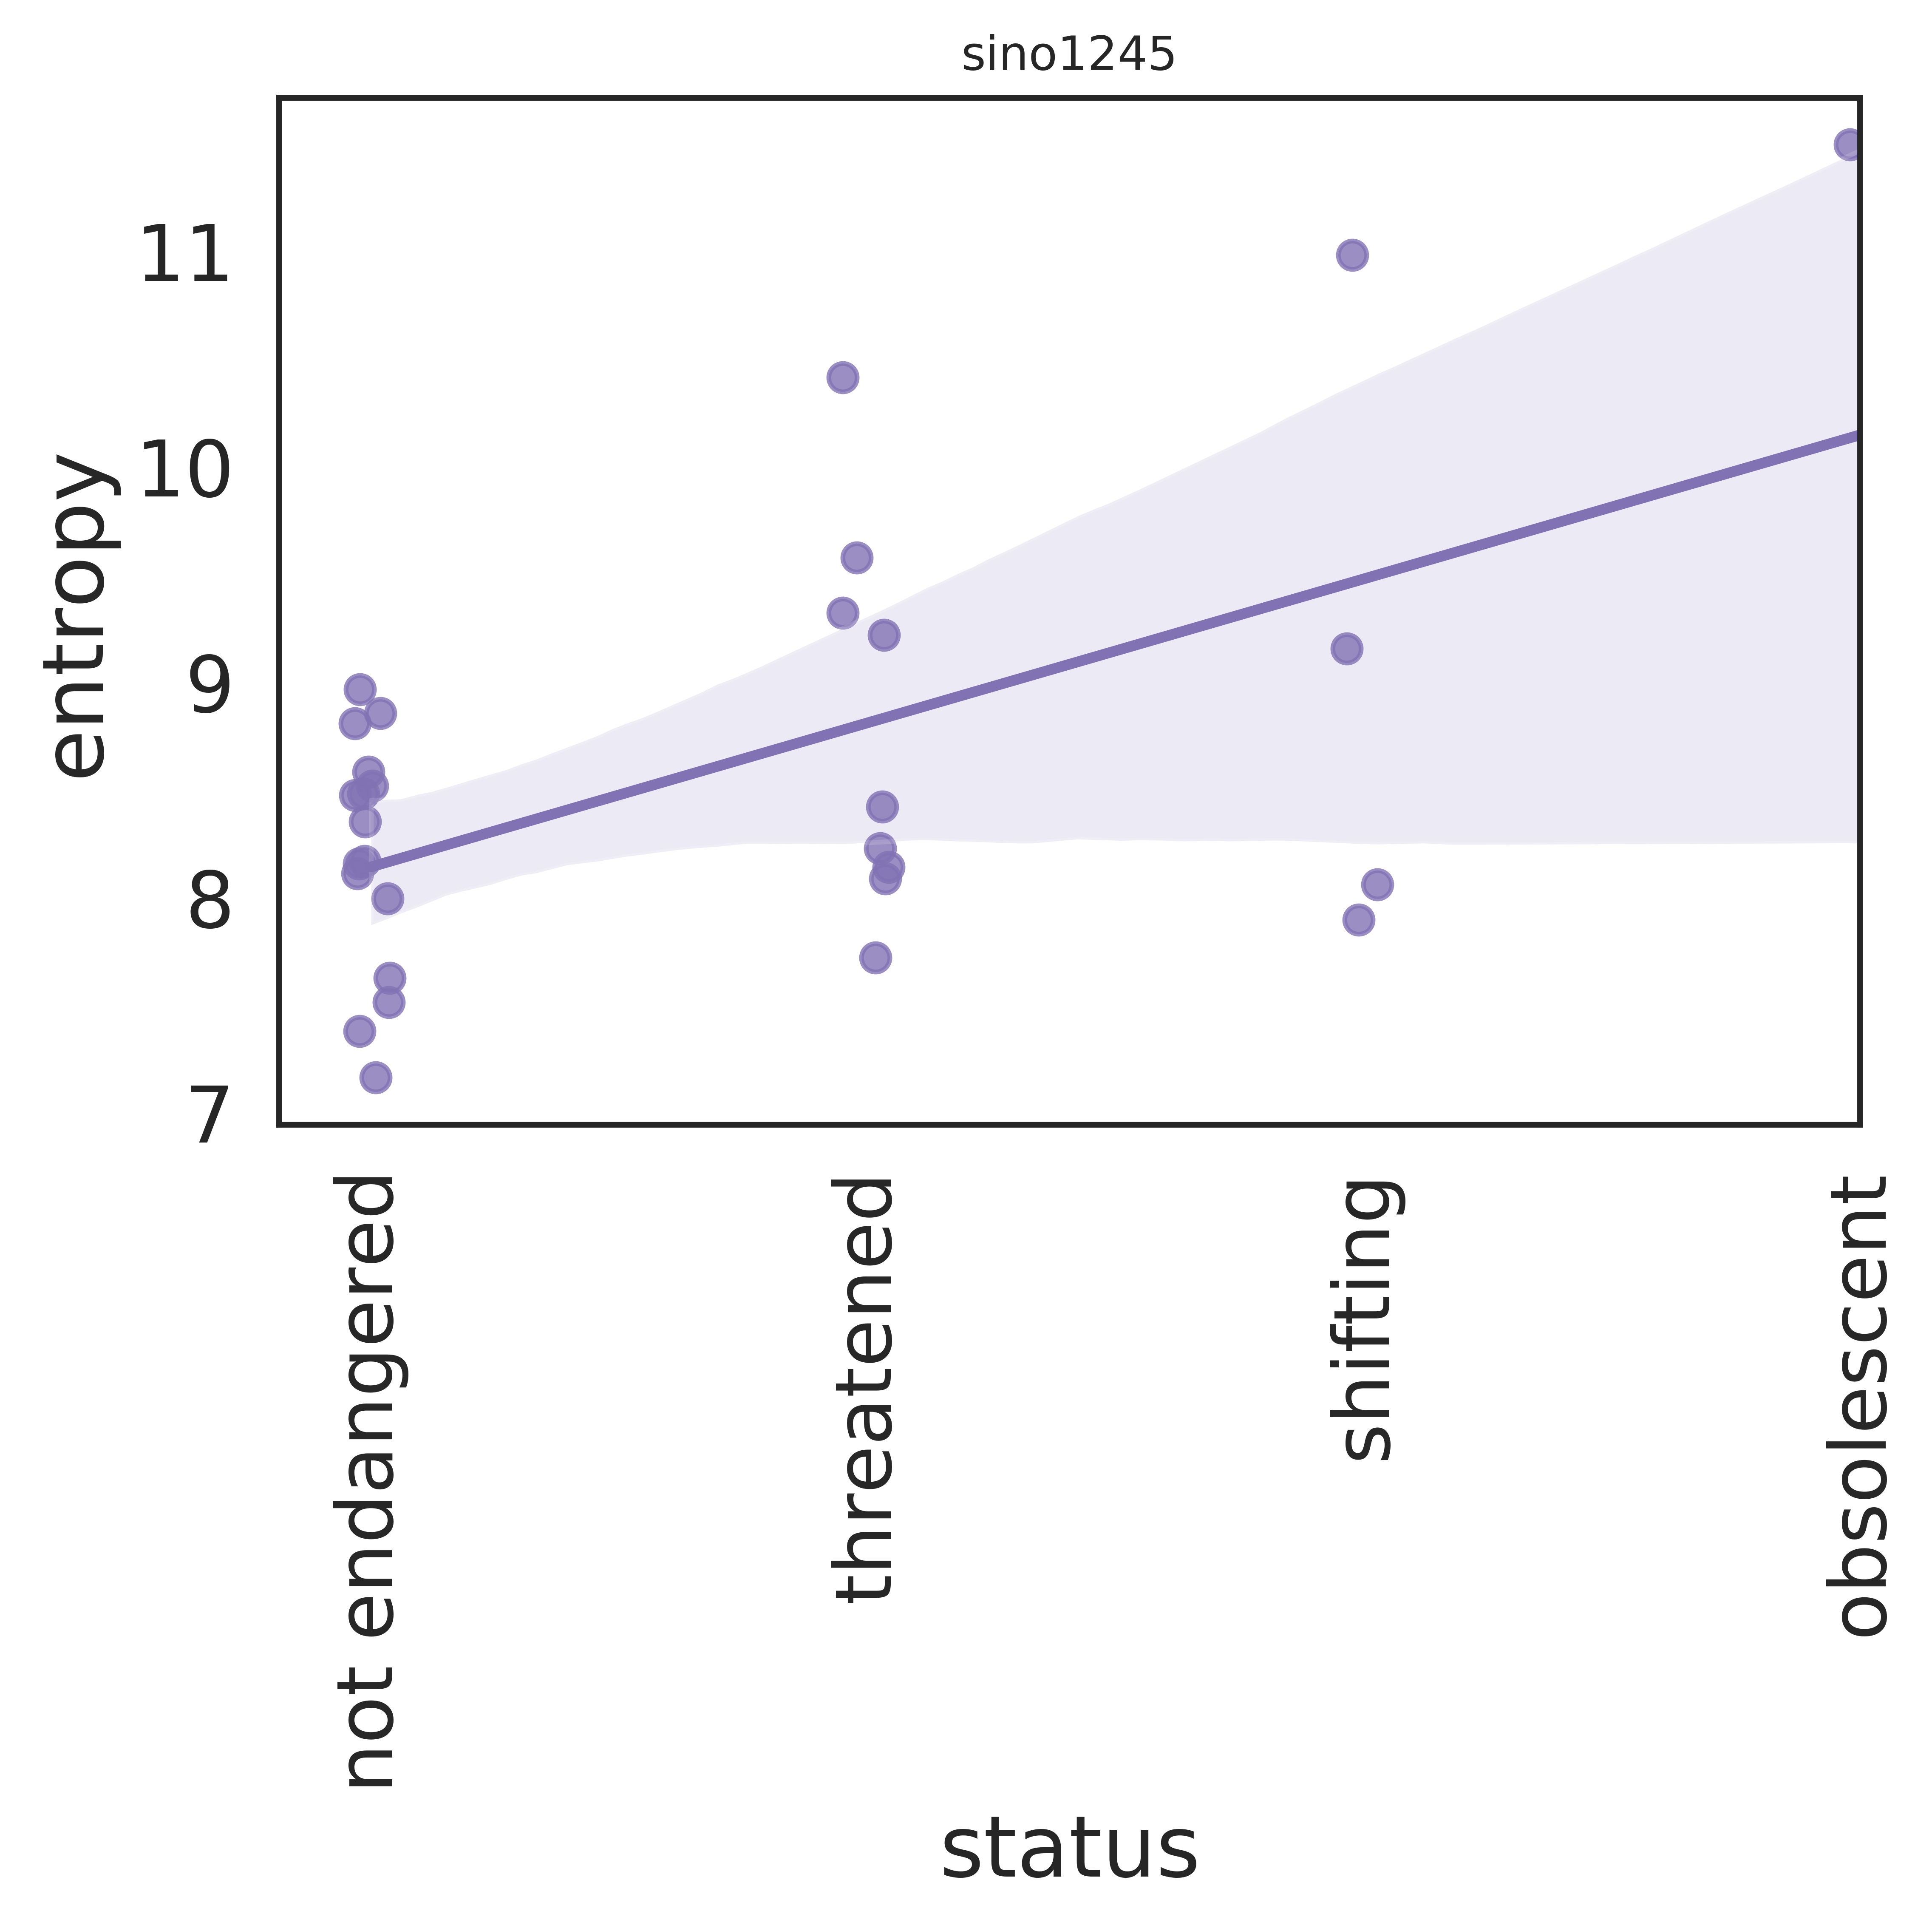 sino1245
entropy
11
10
9
8
7
not endangered
threatened
shifting
obsolescent
status